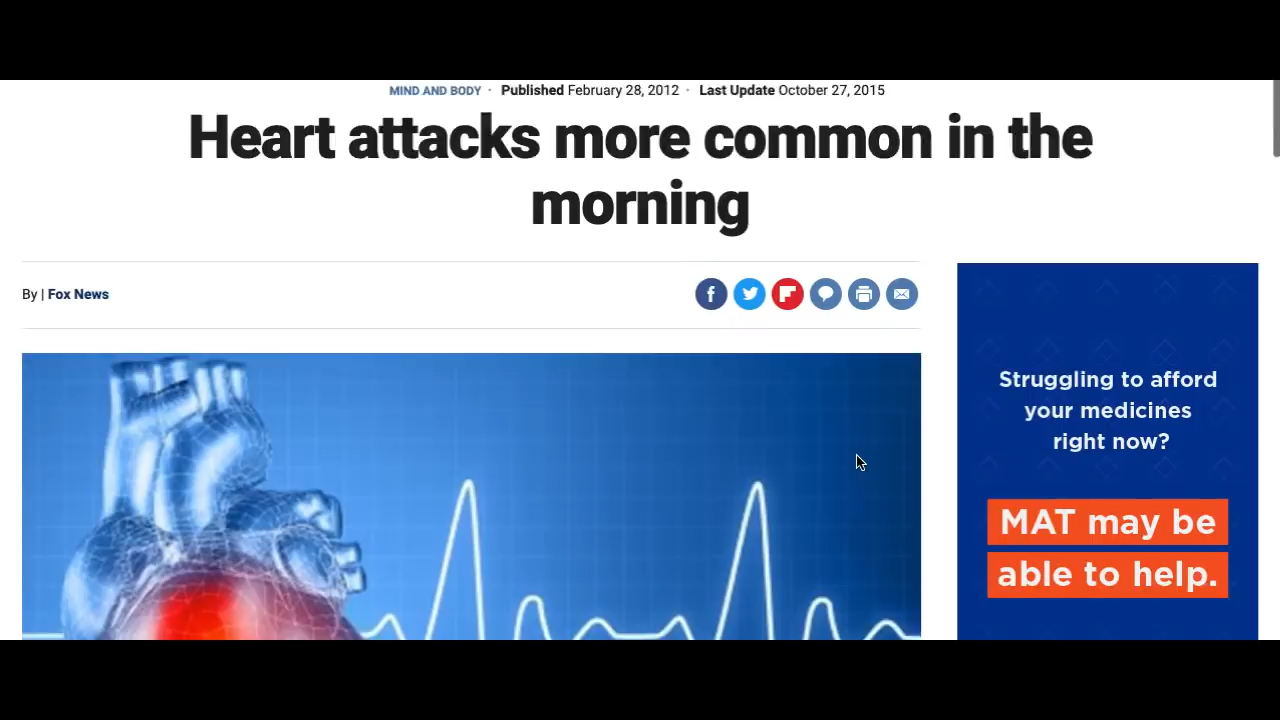 MIND AND BODY · Published February 28, 2012 · Last Update October 27, 2015
Heart attacks more common in the
morning
By | Fox News
f
Struggling to afford
your medicines
right now?
MAT may be
able to help.